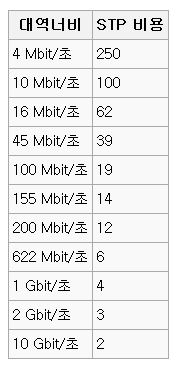 대역너비 STP 비용
4 Mbit/초 250
10 Mbit/초 100
16 Mbit/초 62
45 Mbit/초 39
100 Mbit/초 19
155 Mbit/초 14
200 Mbit/초 12
622 Mbit/초 6
1 Gbit/초 4
2 Gbit/초 3
10 Gbit/초 2